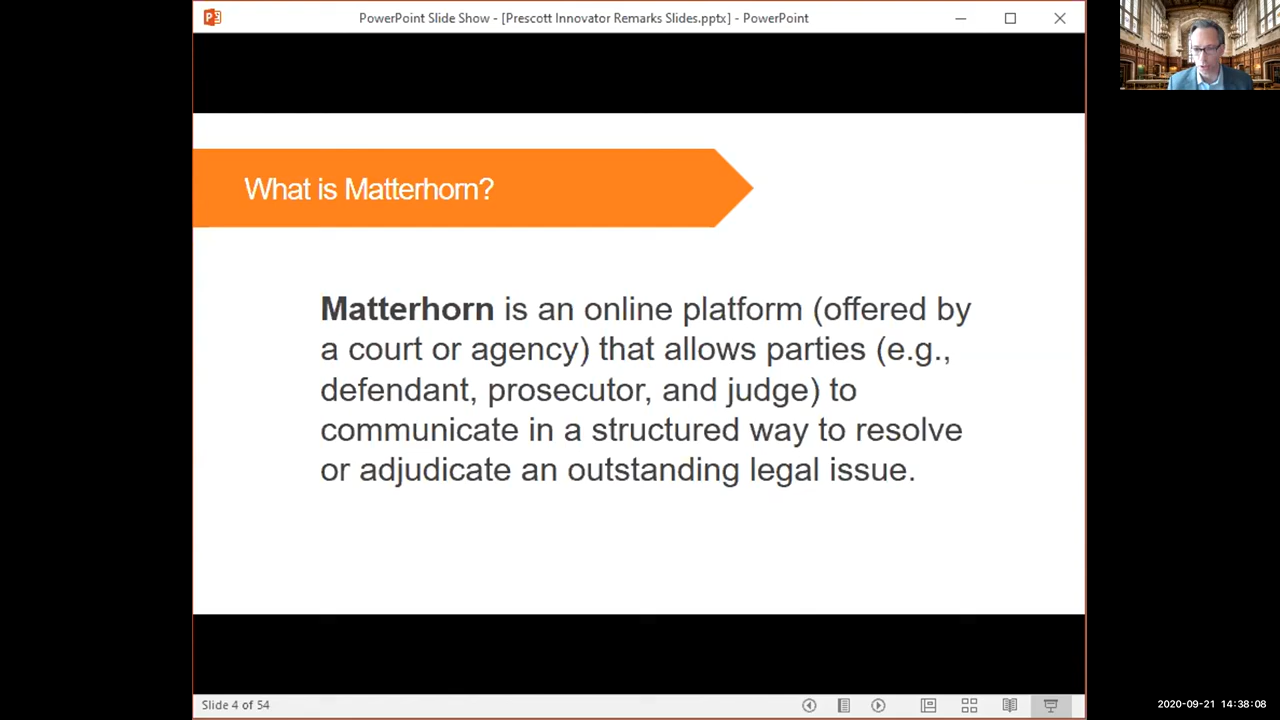 PowerPoint Slide Show - [Prescott Innovator Remarks Slides.pptx] - PowerPoint
What is Matterhorn?
Matterhorn is an online platform (offered by
a court or agency) that allows parties (e.g.,
defendant, prosecutor, and judge) to
communicate in a structured way to resolve
or adjudicate an outstanding legal issue.
Slide 4 of 54
2020-09-21 14:38:08